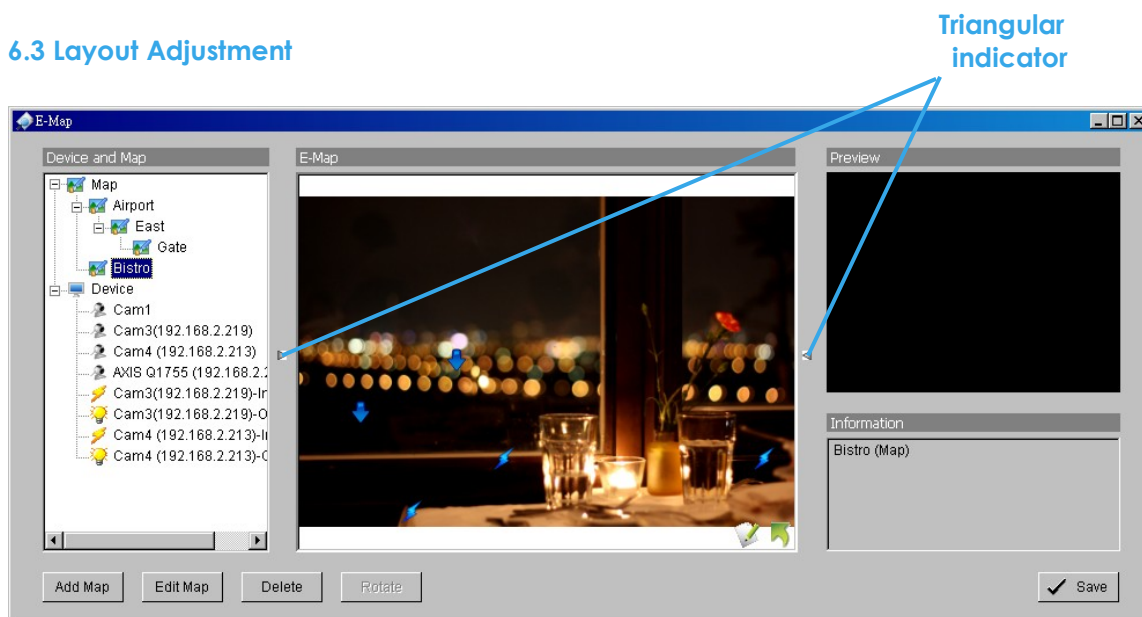 6.3 Layout Adjustment
Triangular
indicator
E-Map
Device and Map
Map
Airport
East
Gate
Bistro
Device
Cam1
Cam3(192.168.2.219)
Cam4 (192.168.2.213)
AXIS Q1755 (192.168.2.2
Cam3(192.168.2.219)-Ir
Cam3(192.168.2.219)-O
Cam4 (192.168.2.213)-Ii
Cam4 (192.168.2.213)-C
E-Map
Preview
Information
Bistro (Map)
Add Map
Edit Map
Delete
Rotate
Save